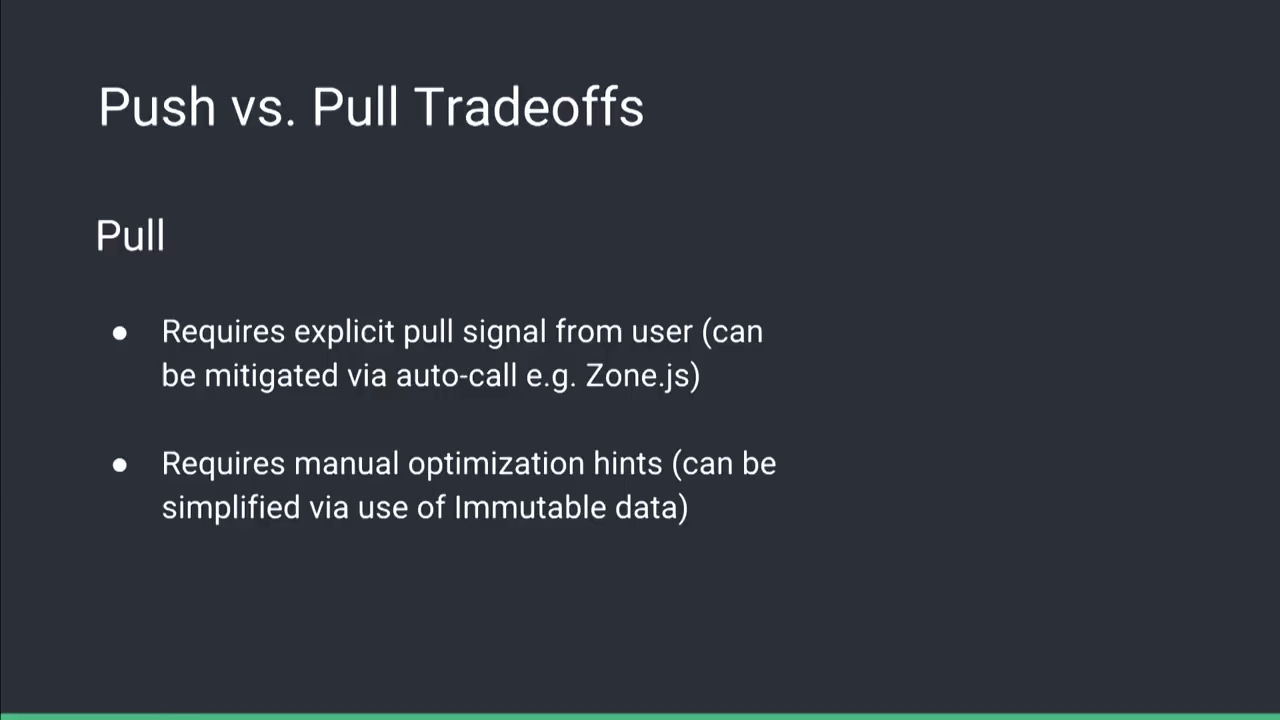 Push vs. Pull Tradeoffs
Pull
● Requires explicit pull signal from user (can
be mitigated via auto-call e.g. Zone.js)
● Requires manual optimization hints (can be
simplified via use of Immutable data)